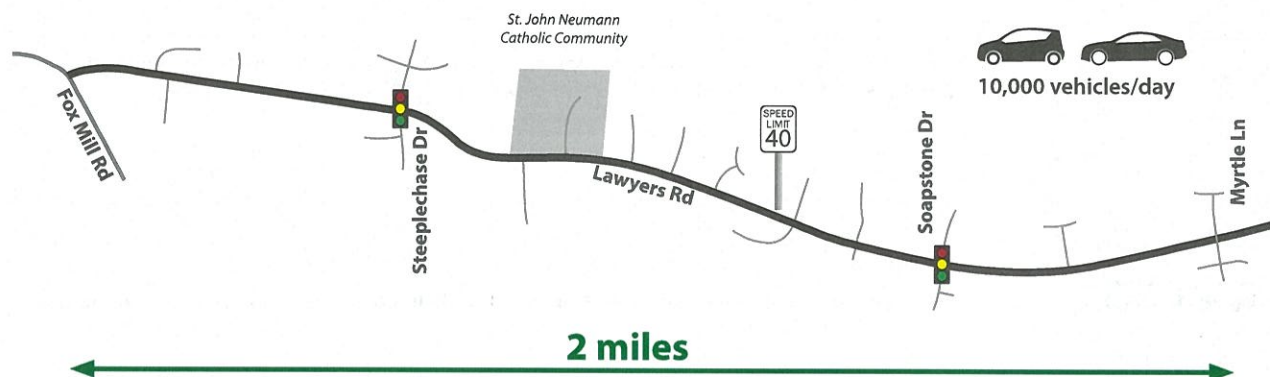 St. John Neumann
Catholic Community
10,000 vehicles/day
Fox Mill Rd
Steeplechase Dr
Lawyers Rd
SPEED
LIMIT
40
Soapstone Dr
Myrtle Ln
2 miles